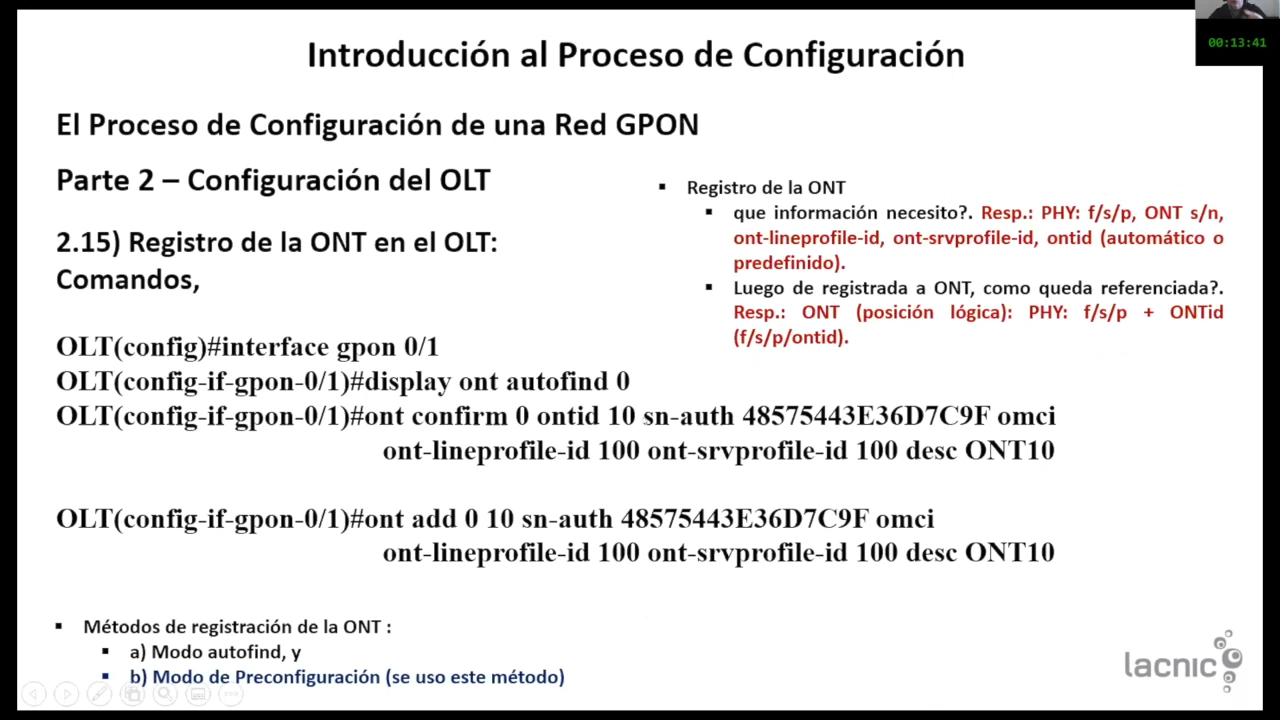 00:13:41
Introducción al Proceso de Configuración
El Proceso de Configuración de una Red GPON
Parte 2 – Configuración del OLT
2.15) Registro de la ONT en el OLT:
Comandos,
▪ Registro de la ONT
▪ que información necesito?. Resp.: PHY: f/s/p, ONT s/n,
ont-lineprofile-id, ont-srvprofile-id, ontid (automático o
predefinido).
▪ Luego de registrada a ONT, como queda referenciada?.
Resp.: ONT (posición lógica): PHY: f/s/p + ONTid
(f/s/p/ontid).
OLT(config)#interface gpon 0/1
OLT(config-if-gpon-0/1)#display ont autofind 0
OLT(config-if-gpon-0/1)#ont confirm 0 ontid 10 sn-auth 48575443E36D7C9F omci
ont-lineprofile-id 100 ont-srvprofile-id 100 desc ONT10
OLT(config-if-gpon-0/1)#ont add 0 10 sn-auth 48575443E36D7C9F omci
ont-lineprofile-id 100 ont-srvprofile-id 100 desc ONT10
▪ Métodos de registración de la ONT :
▪ a) Modo autofind, y
▪ b) Modo de Preconfiguración (se uso este método)
lacnic